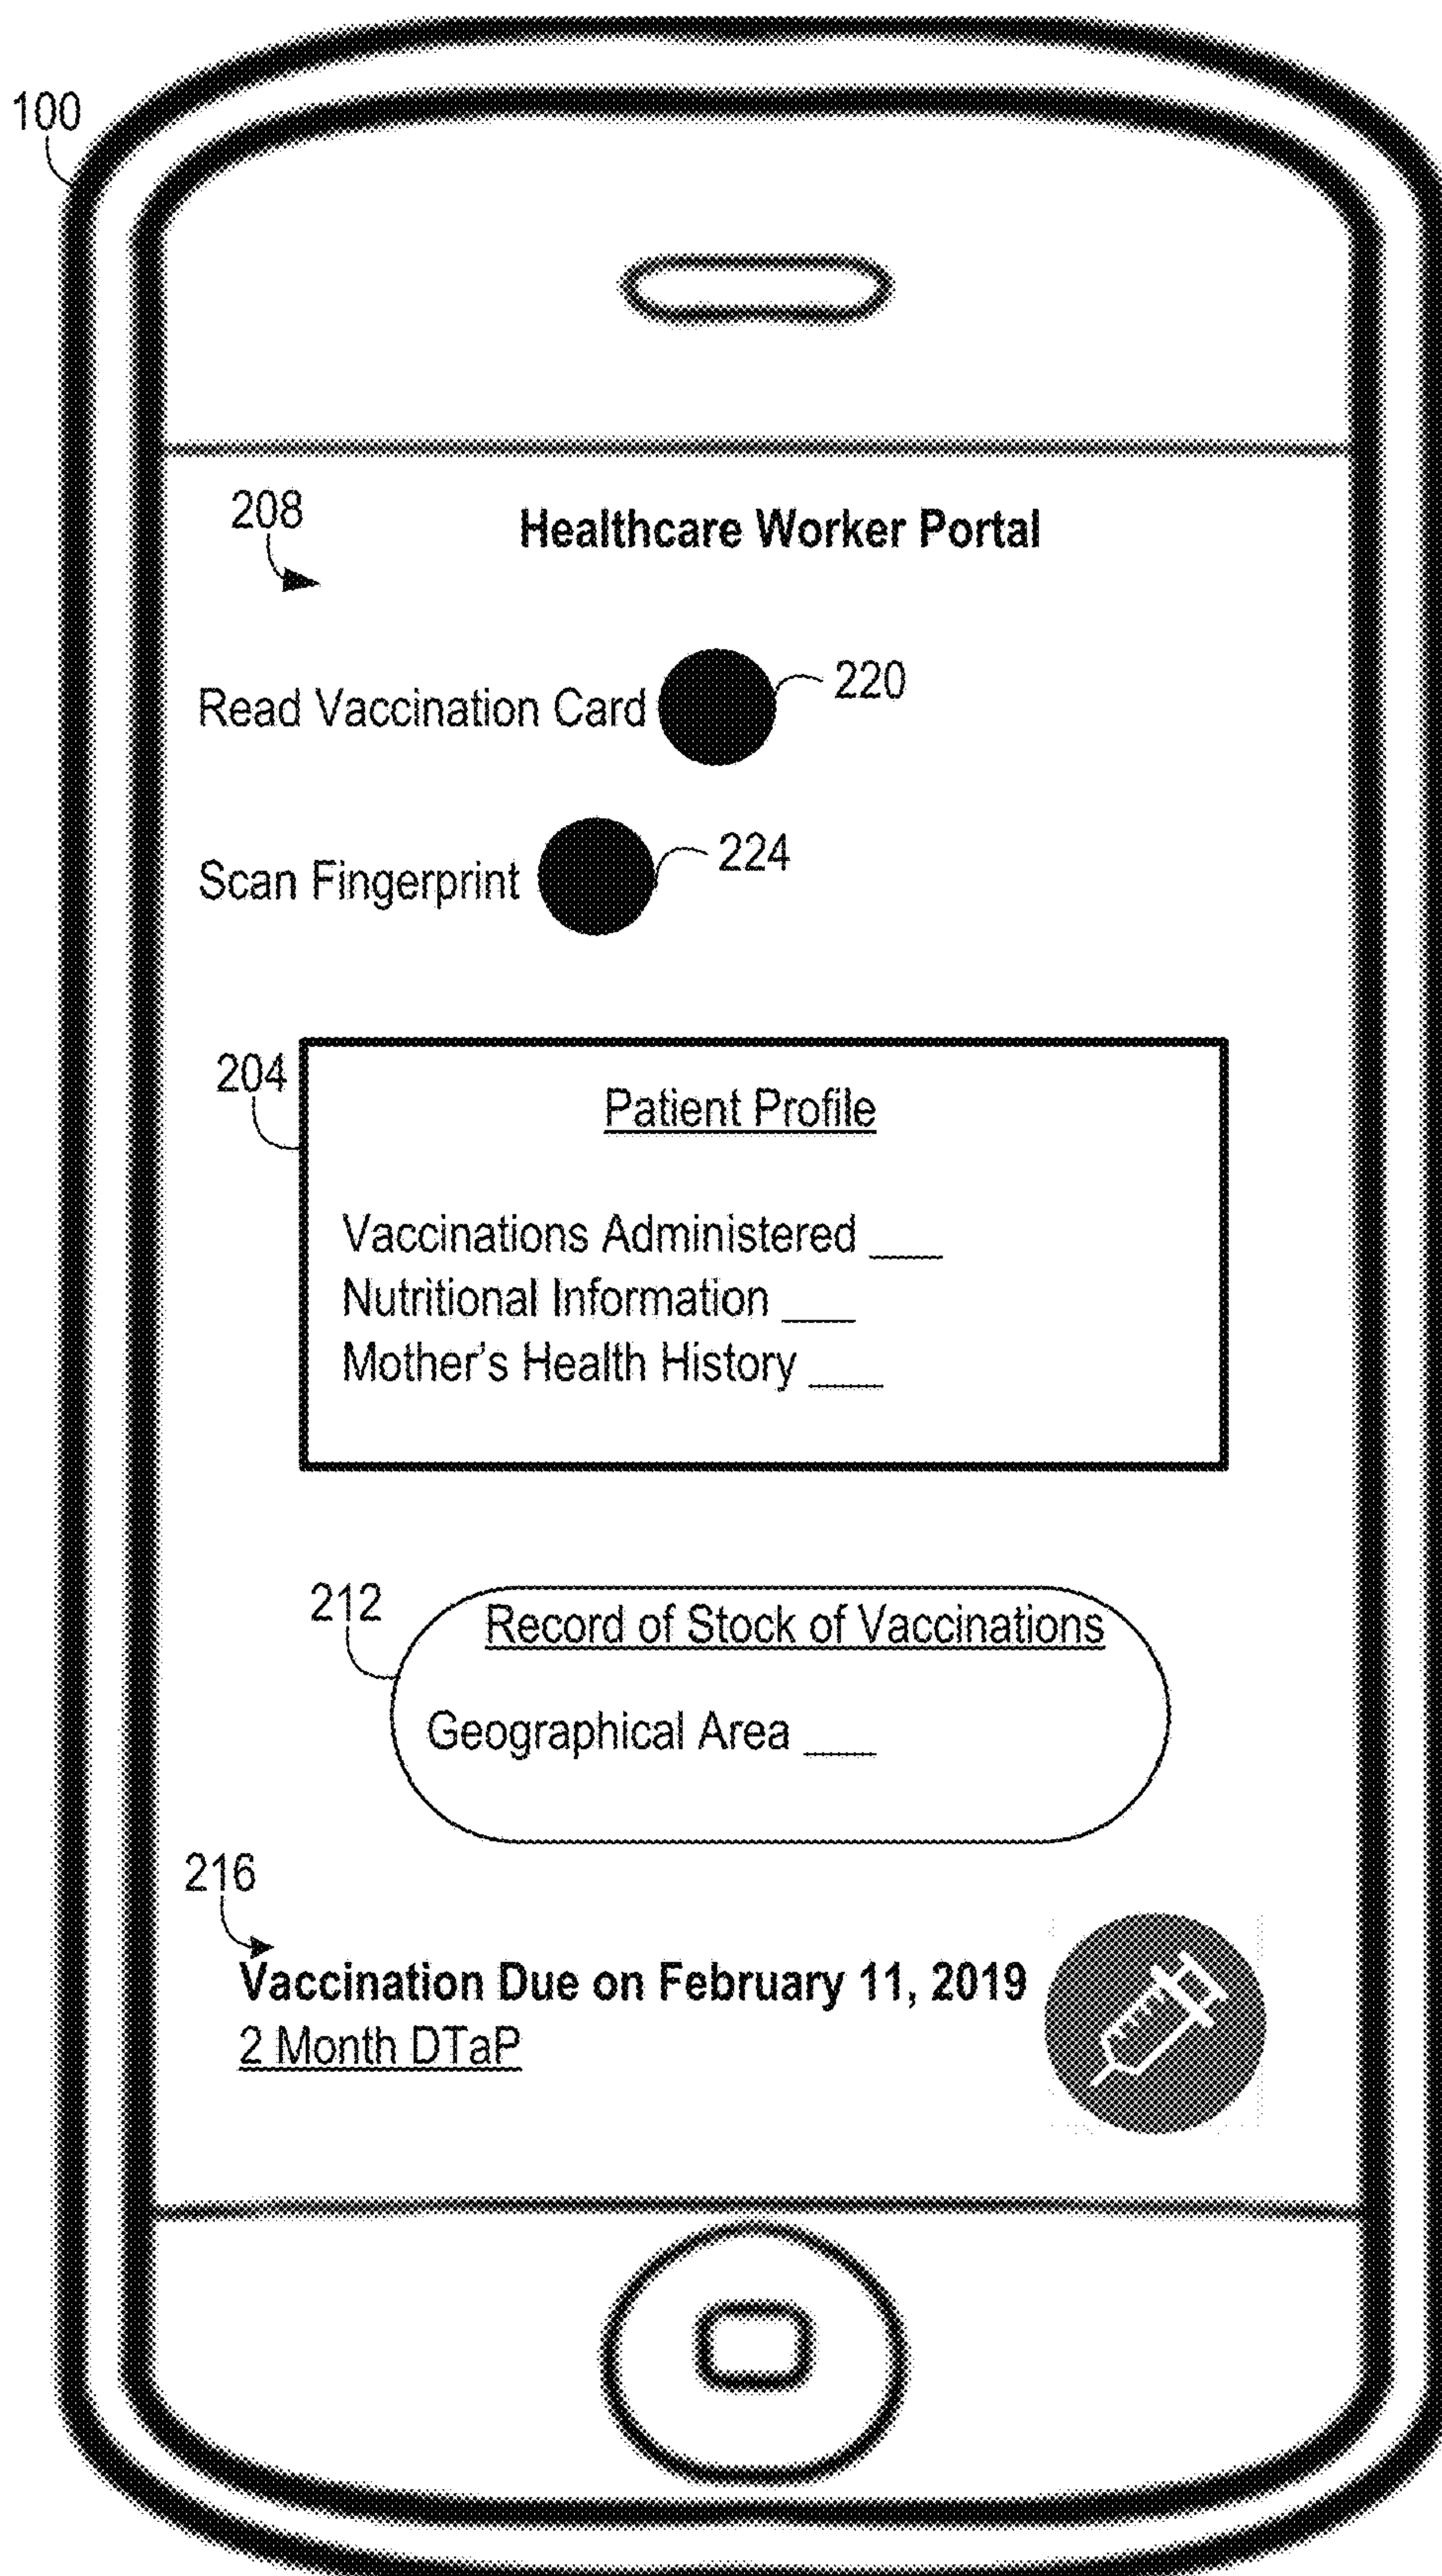 100
208
Healthcare Worker Portal
Read Vaccination Card
220
Scan Fingerprint
224
204
Patient Profile
Vaccinations Administered ___
Nutritional Information ___
Mother's Health History ___
212
Record of Stock of Vaccinations
Geographical Area ___
216
Vaccination Due on February 11, 2019
2 Month DTaP